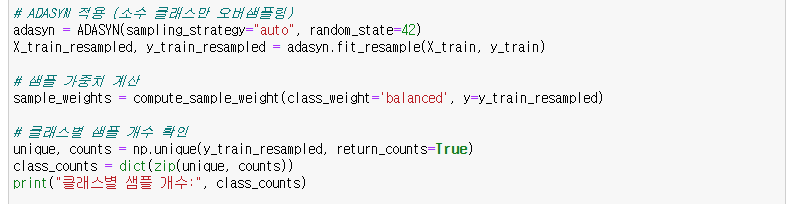 # ADASYN 적용 (소수 클래스만 오버샘플링)
adasyn = ADASYN(sampling_strategy="auto", random_state=42)
X_train_resampled, y_train_resampled = adasyn.fit_resample(X_train, y_train)
# 샘플 가중치 계산
sample_weights = compute_sample_weight(class_weight='balanced', y=y_train_resampled)
# 클래스별 샘플 개수 확인
unique, counts = np.unique(y_train_resampled, return_counts=True)
class_counts = dict(zip(unique, counts))
print("클래스별 샘플 개수:", class_counts)